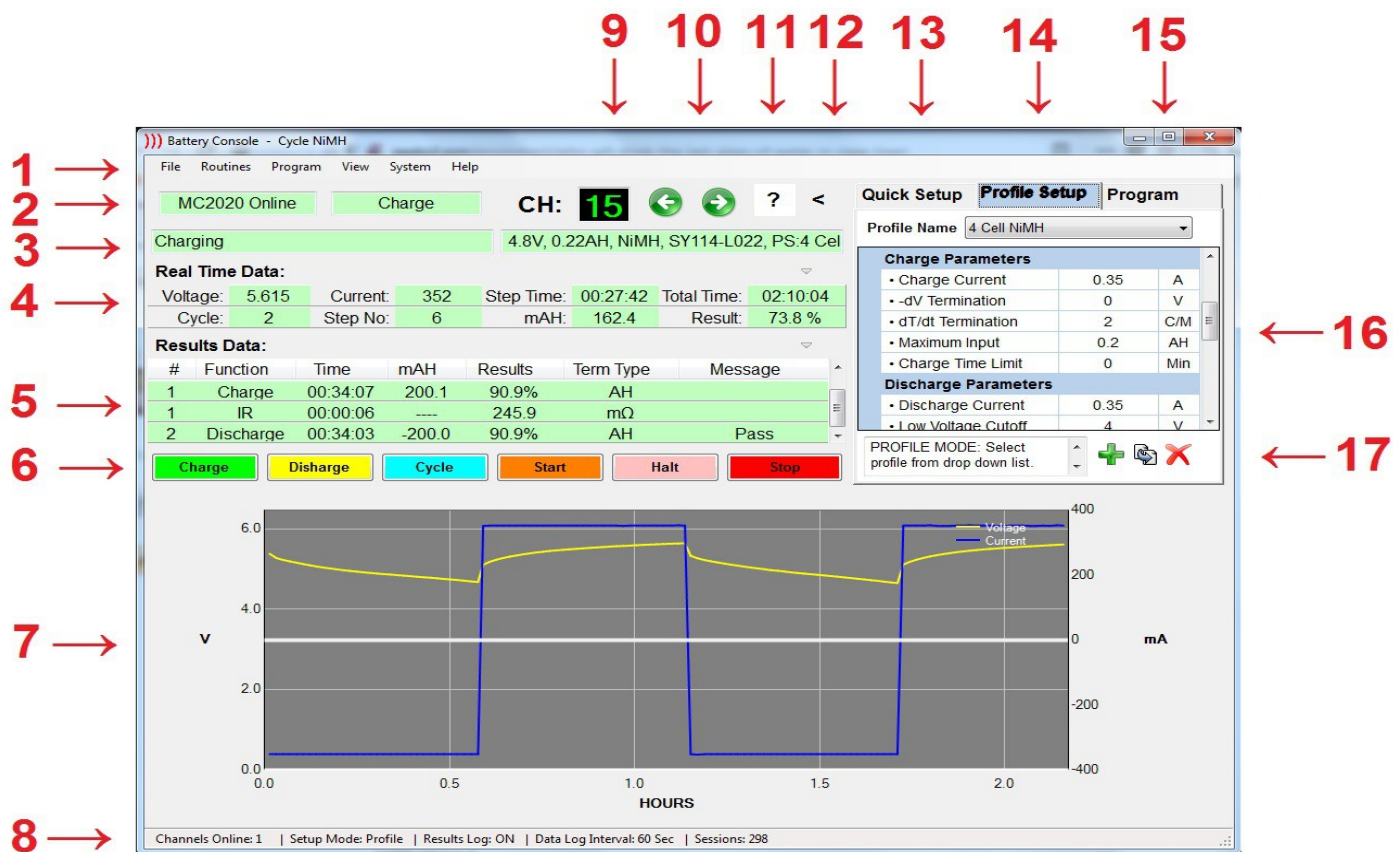 9 10 11 12 13 14 15
))) Battery Console - Cycle NiMH
1 File Routines Program View System Help
2 MC2020 Online Charge CH: 15 ? < Quick Setup Profile Setup Program
Profile Name 4 Cell NiMH
3 Charging 4.8V, 0.22AH, NiMH, SY114-L022, PS:4 Cel
Charge Parameters
Real Time Data:
• Charge Current 0.35 A
4 Voltage: 5.615 Current: 352 Step Time: 00:27:42 Total Time: 02:10:04
• -dV Termination 0 V
Cycle: 2 Step No: 6 mAH: 162.4 Result: 73.8 %
• dT/dt Termination 2 C/M
16
Results Data:
• Maximum Input 0.2 AH
# Function Time mAH Results Term Type Message
• Charge Time Limit 0 Min
1 Charge 00:34:07 200.1 90.9% AH
Discharge Parameters
5 1 IR 00:00:06 ---- 245.9 mΩ
• Discharge Current 0.35 A
2 Discharge 00:34:03 -200.0 90.9% AH Pass
• Low Voltage Cutoff 4 V
6 Charge Disharge Cycle Start Halt Stop
PROFILE MODE: Select
profile from drop down list.
17
6.0 400
Voltage
Current
200
4.0
7 V 0 mA
2.0
-200
0.0 -400
0.0 0.5 1.0 1.5 2.0
HOURS
8 Channels Online: 1 | Setup Mode: Profile | Results Log: ON | Data Log Interval: 60 Sec | Sessions: 298